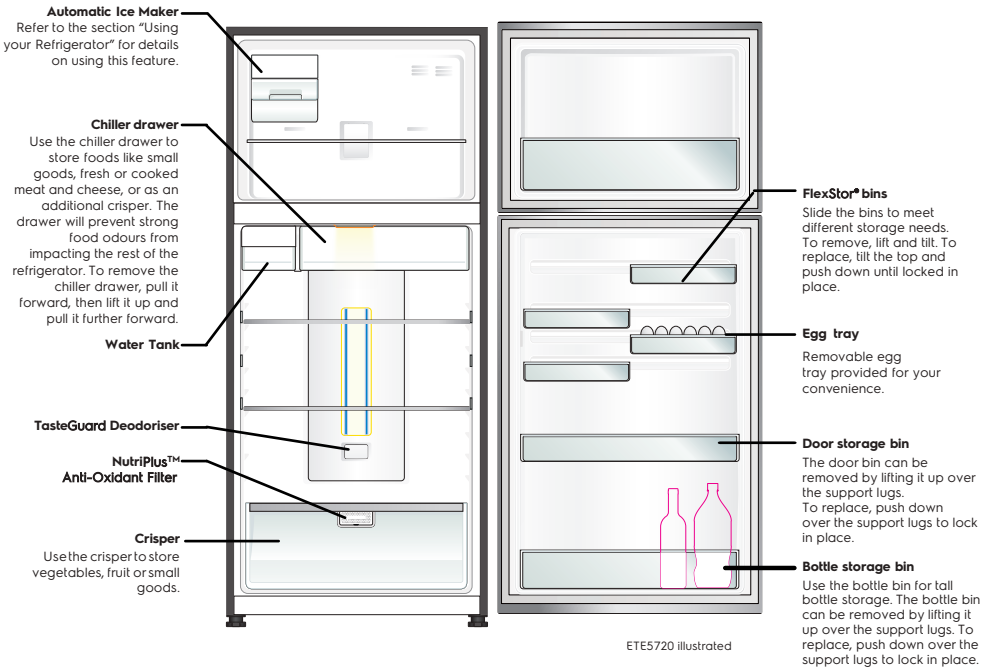 Automatic Ice Maker
Refer to the section “Using
your Refrigerator” for details
on using this feature.
Chiller drawer
Use the chiller drawer to
store foods like small
goods, fresh or cooked
meat and cheese, or as an
additional crisper. The
drawer will prevent strong
food odours from
impacting the rest of the
refrigerator. To remove the
chiller drawer, pull it
forward, then lift it up and
pull it further forward.
Water Tank
TasteGuard Deodoriser
NutriPlus™
Anti-Oxidant Filter
Crisper
Use the crisper to store
vegetables, fruit or small
goods.
FlexStor® bins
Slide the bins to meet
different storage needs.
To remove, lift and tilt. To
replace, tilt the top and
push down until locked in
place.
Egg tray
Removable egg
tray provided for your
convenience.
Door storage bin
The door bin can be
removed by lifting it up over
the support lugs.
To replace, push down
over the support lugs to lock
in place.
Bottle storage bin
Use the bottle bin for tall
bottle storage. The bottle bin
can be removed by lifting it
up over the support lugs. To
replace, push down over the
support lugs to lock in place.
ETE5720 illustrated